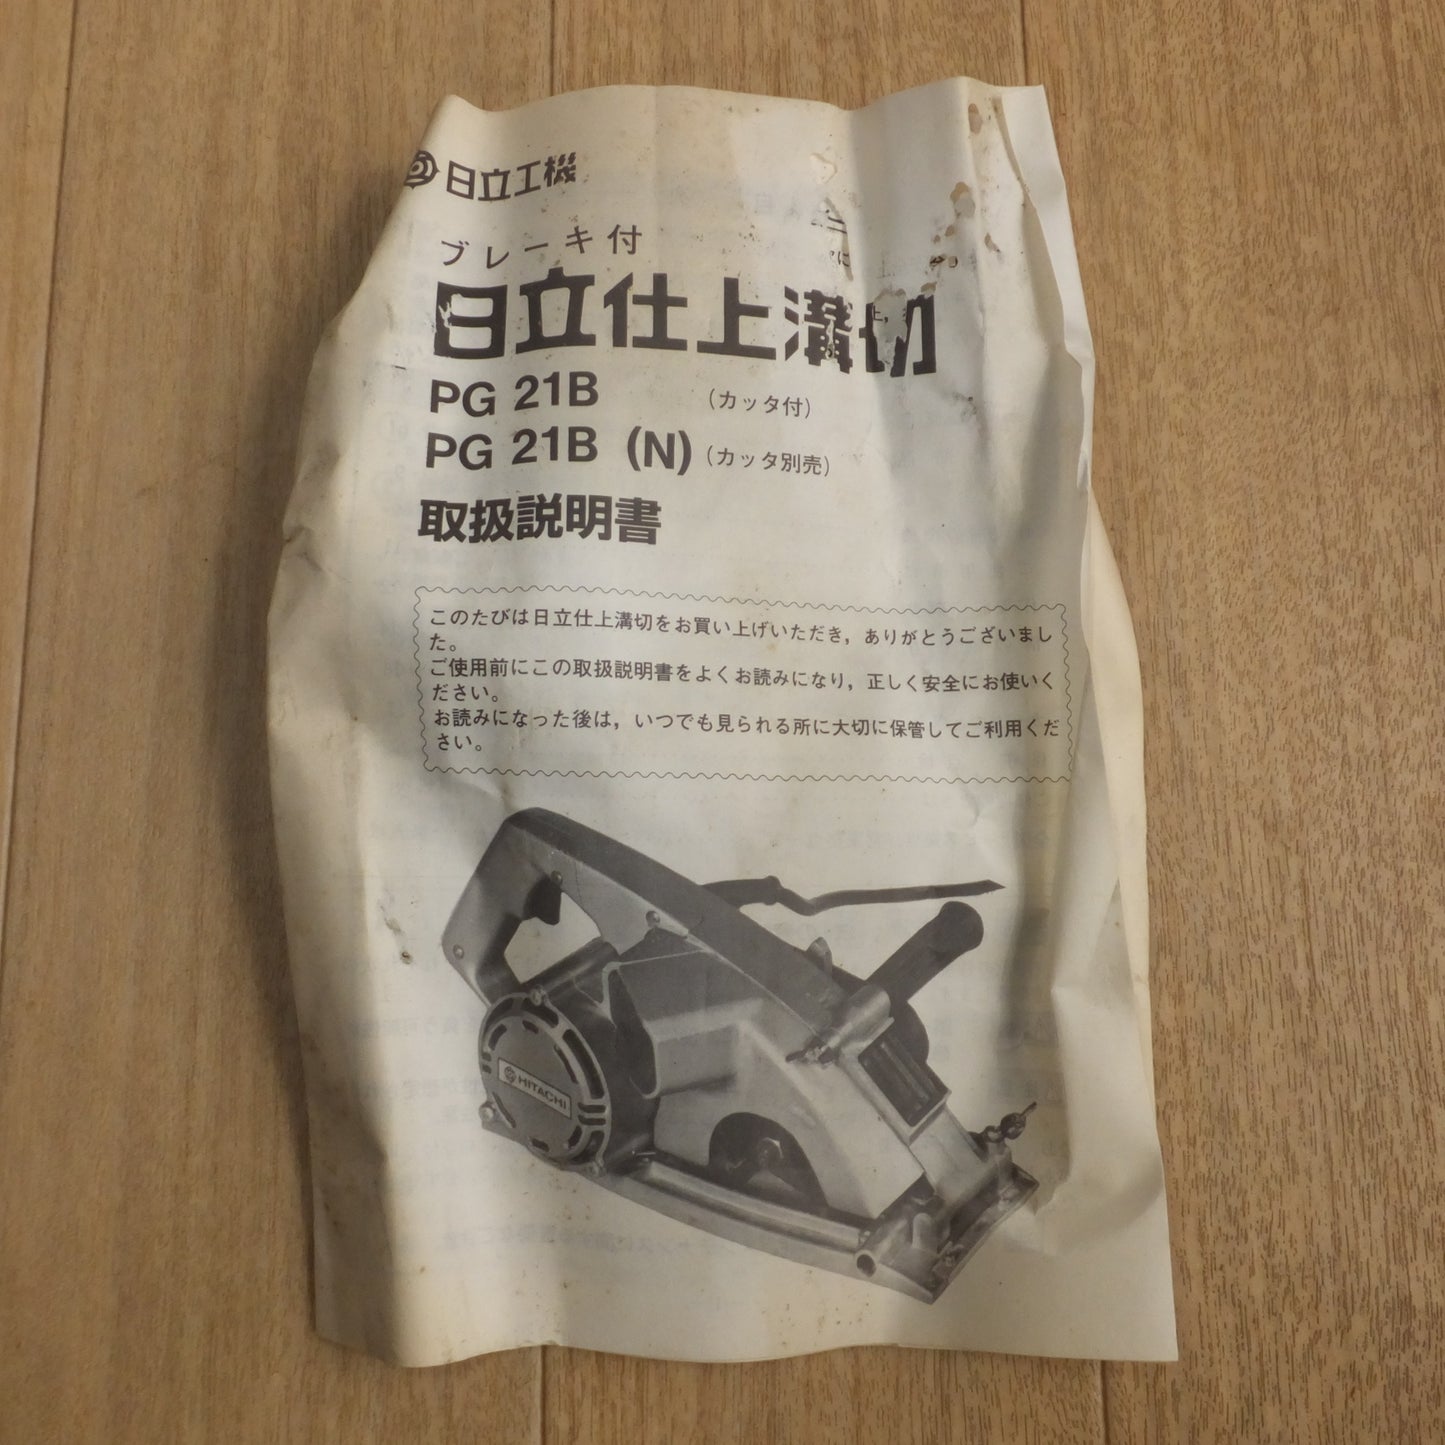 日立工機
ブレーキ付
日立仕上溝切
PG 21B (カッタ付)
PG 21B (N) (カッタ別売)
取扱説明書
このたびは日立仕上溝切をお買い上げいただき，ありがとうございまし
た。
ご使用前にこの取扱説明書をよくお読みになり，正しく安全にお使いく
ださい。
お読みになった後は，いつでも見られる所に大切に保管してご利用くだ
さい。
HITACHI